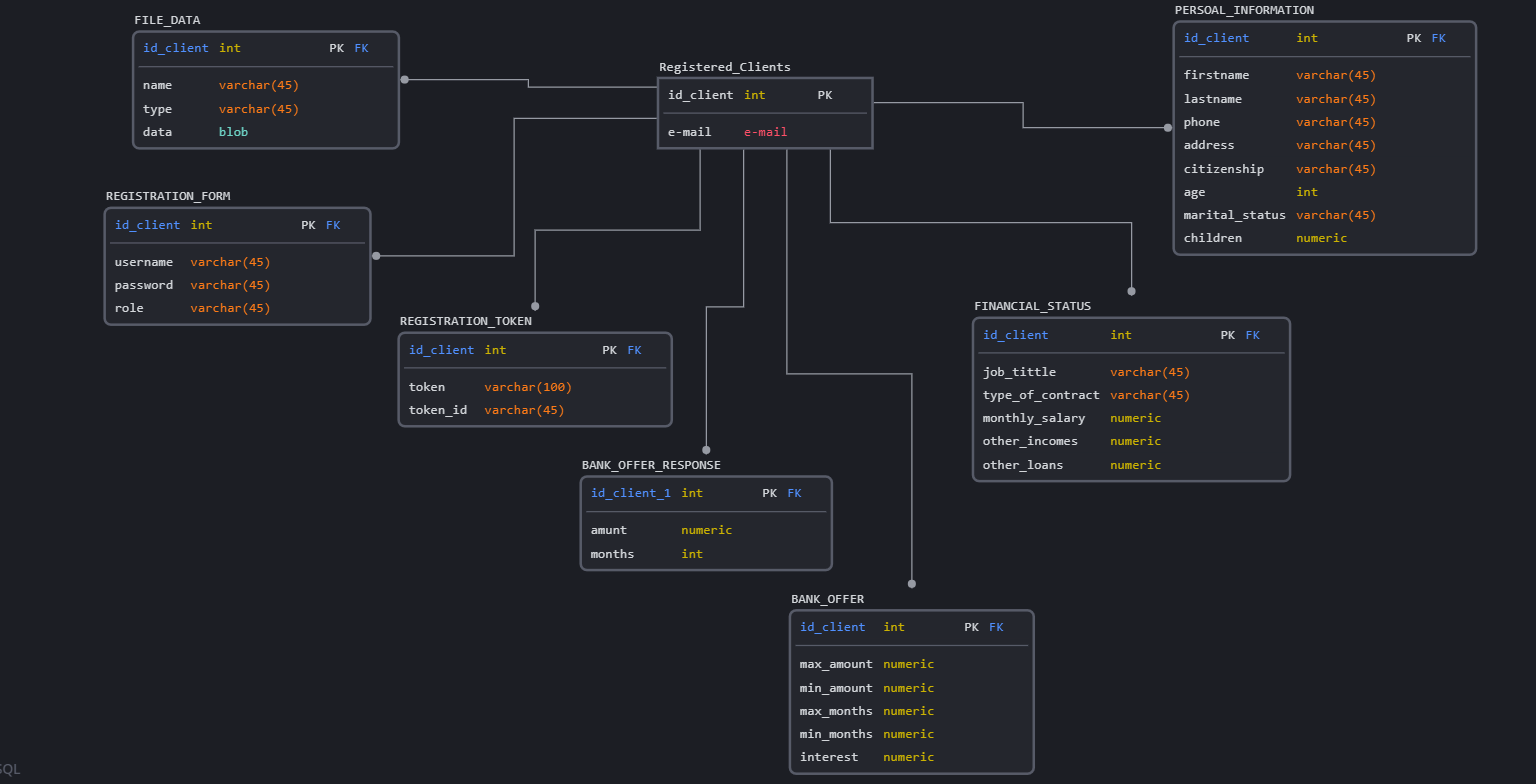 FILE_DATA
id_client int PK FK
name varchar(45)
type varchar(45)
data blob
Registered_Clients
id_client int PK
e-mail e-mail
PERSOAL_INFORMATION
id_client int PK FK
firstname varchar(45)
lastname varchar(45)
phone varchar(45)
address varchar(45)
citizenship varchar(45)
age int
marital_status varchar(45)
children numeric
REGISTRATION_FORM
id_client int PK FK
username varchar(45)
password varchar(45)
role varchar(45)
REGISTRATION_TOKEN
id_client int PK FK
token varchar(100)
token_id varchar(45)
FINANCIAL_STATUS
id_client int PK FK
job_tittle varchar(45)
type_of_contract varchar(45)
monthly_salary numeric
other_incomes numeric
other_loans numeric
BANK_OFFER_RESPONSE
id_client_1 int PK FK
amunt numeric
months int
BANK_OFFER
id_client int PK FK
max_amount numeric
min_amount numeric
max_months numeric
min_months numeric
interest numeric